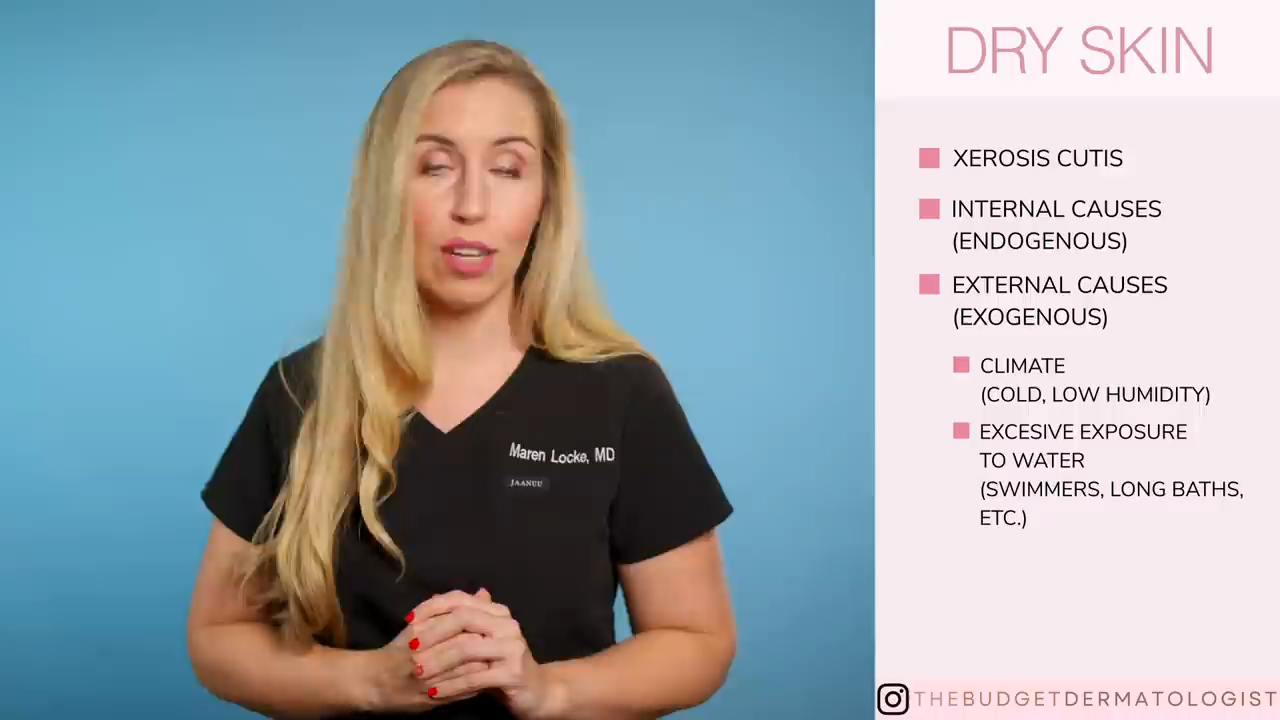 DRY SKIN
XEROSIS CUTIS
INTERNAL CAUSES
(ENDOGENOUS)
EXTERNAL CAUSES
(EXOGENOUS)
CLIMATE
(COLD, LOW HUMIDITY)
EXCESIVE EXPOSURE
TO WATER
(SWIMMERS, LONG BATHS,
ETC.)
Maren Locke, MD
JAANUU
THEBUDGETDERMATOLOGIST